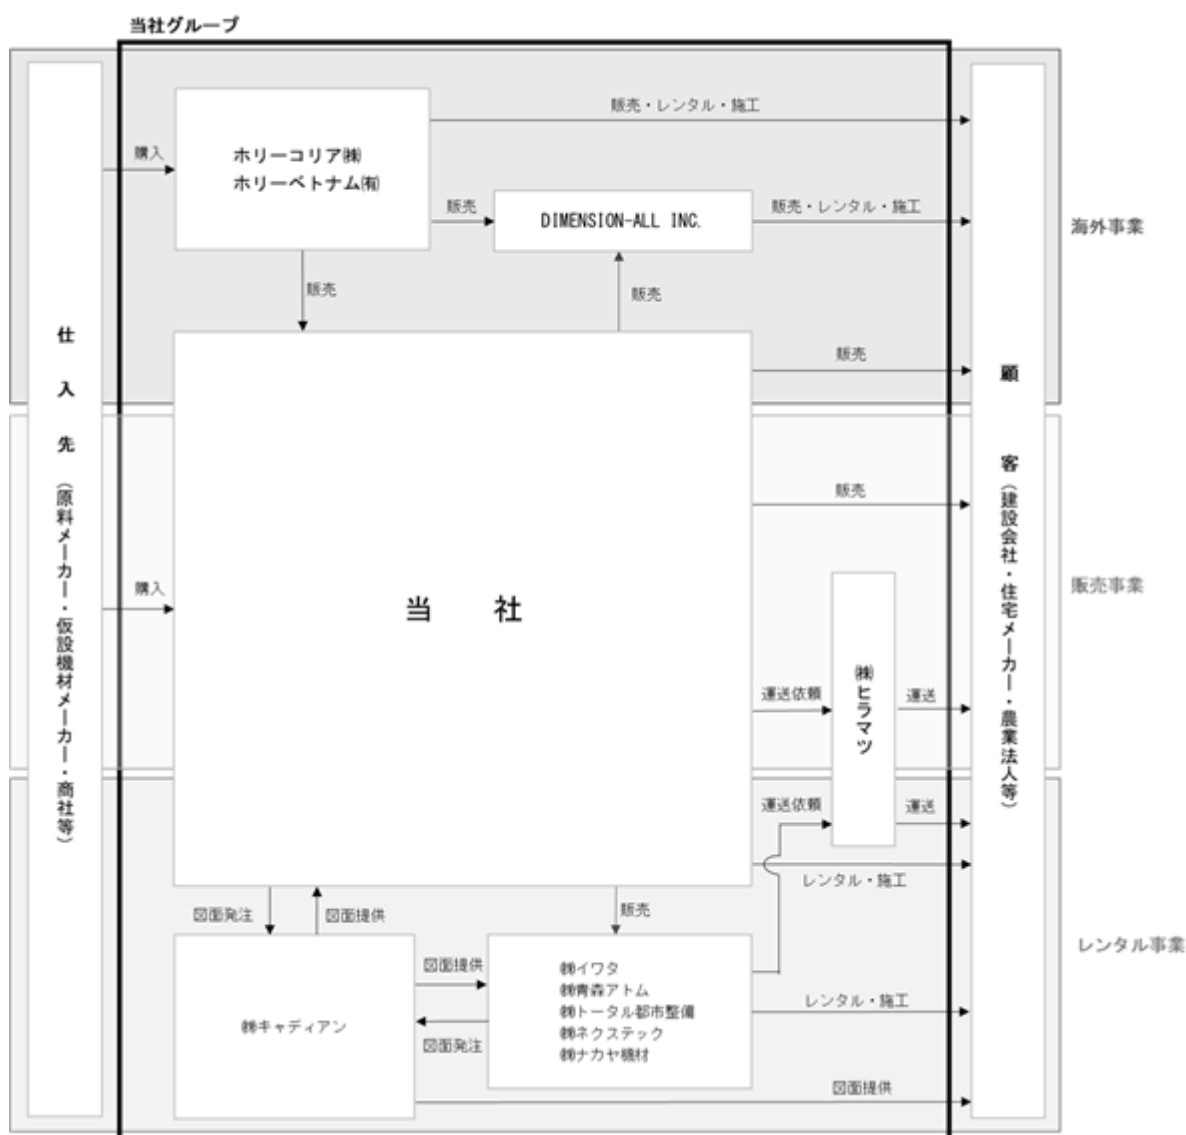 当社グループ
販売・レンタル・施工
購入
ホリーコリア㈱
ホリーベトナム㈲
販売
DIMENSION-ALL INC.
販売・レンタル・施工
海外事業
販売
販売
販売
仕入先(原料メーカー・仮設機材メーカー・商社等)
顧客(建設会社・住宅メーカー・農業法人等)
販売
購入
当社
販売事業
㈱ヒラマツ
運送依頼
運送
運送依頼
運送
レンタル・施工
図面発注
図面提供
販売
レンタル事業
図面提供
㈱イワタ
㈱青森アトム
㈱トータル都市整備
㈱ネクステック
㈱ナカヤ機材
レンタル・施工
㈱キャディアン
図面発注
図面提供